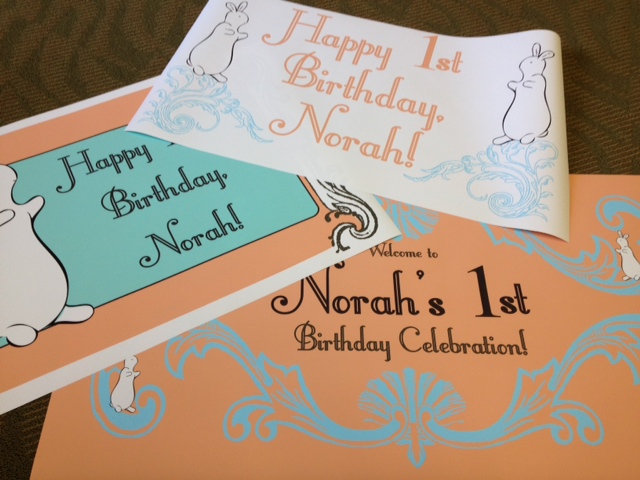 Happy 1st
Birthday,
Norah!
Happy
Birthday,
Norah!
Welcome to
Norah's 1st
Birthday Celebration!